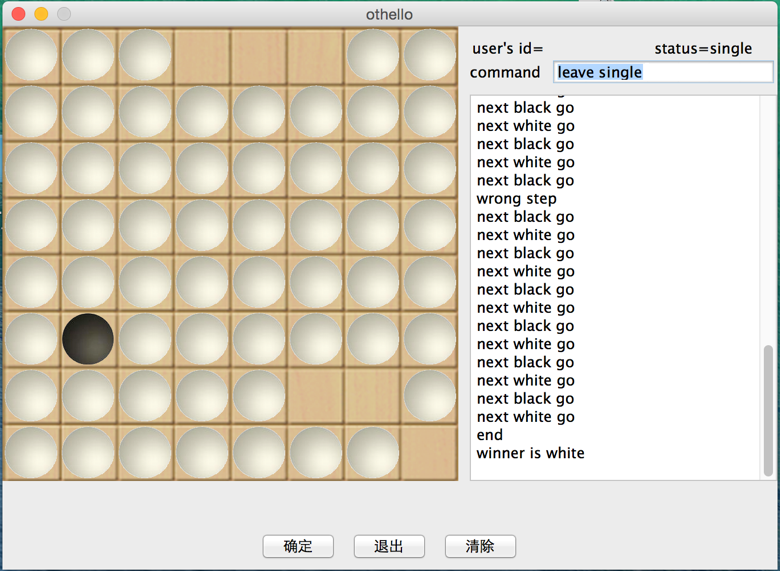 othello
user's id=
status=single
command
leave single
next black go
next white go
next black go
next white go
next black go
wrong step
next black go
next white go
next black go
next white go
next black go
next white go
next black go
next white go
next black go
next white go
next black go
next white go
end
winner is white
确定
退出
清除